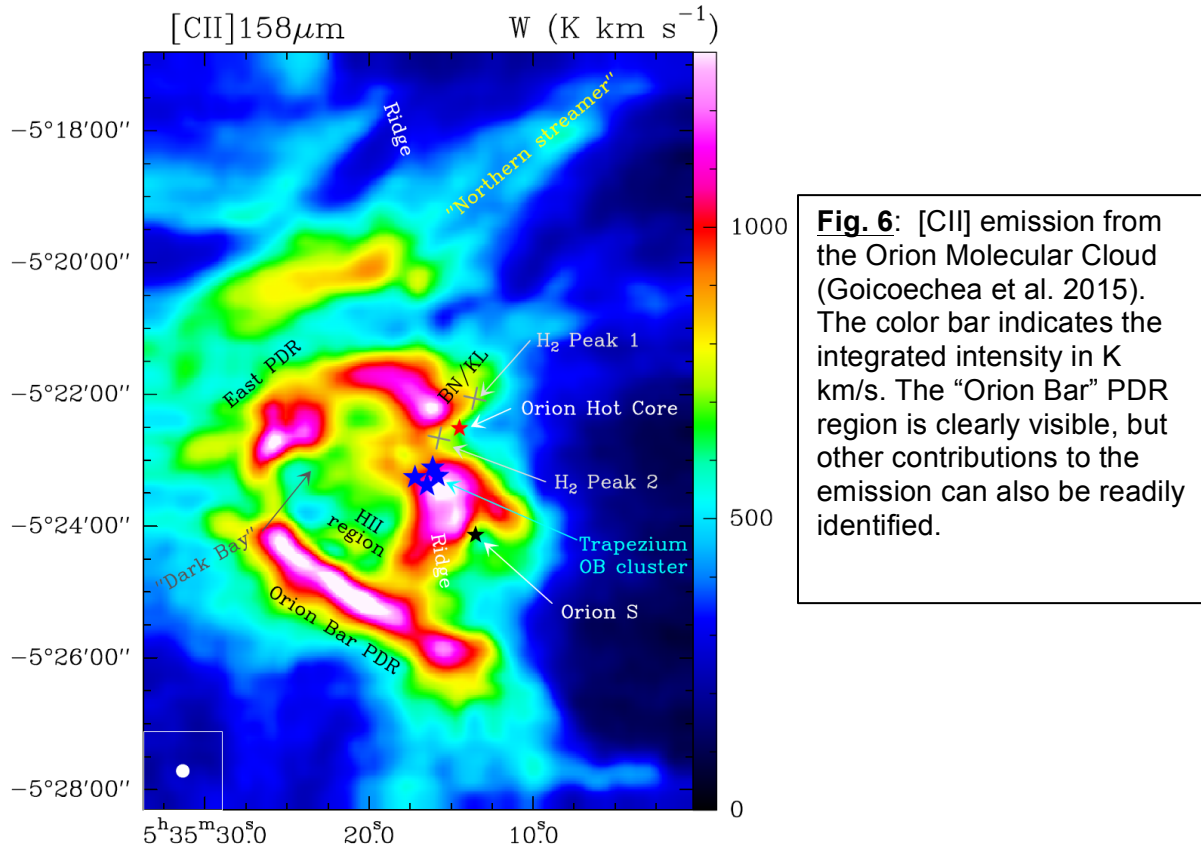 [CII]158μm W (K km s⁻¹)
−5°18′00″
−5°20′00″
−5°22′00″
−5°24′00″
−5°26′00″
−5°28′00″
Ridge
"Northern streamer"
East PDR
BN/KL
H₂ Peak 1
Orion Hot Core
H₂ Peak 2
"Dark Bay"
HII
region
Ridge
Trapezium
OB cluster
Orion S
Orion Bar PDR
5ʰ35ᵐ30.ˢ0 20.ˢ0 10.ˢ0
1000
500
0
Fig. 6: [CII] emission from
the Orion Molecular Cloud
(Goicoechea et al. 2015).
The color bar indicates the
integrated intensity in K
km/s. The “Orion Bar” PDR
region is clearly visible, but
other contributions to the
emission can also be readily
identified.